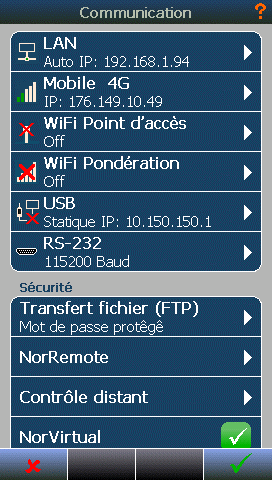 Communication ?
LAN
Auto IP: 192.168.1.94
Mobile 4G
IP: 176.149.10.49
WiFi Point d'accès
Off
WiFi Pondération
Off
USB
Statique IP: 10.150.150.1
RS-232
115200 Baud
Sécurité
Transfert fichier (FTP)
Mot de passe protêgê
NorRemote
Contrôle distant
NorVirtual